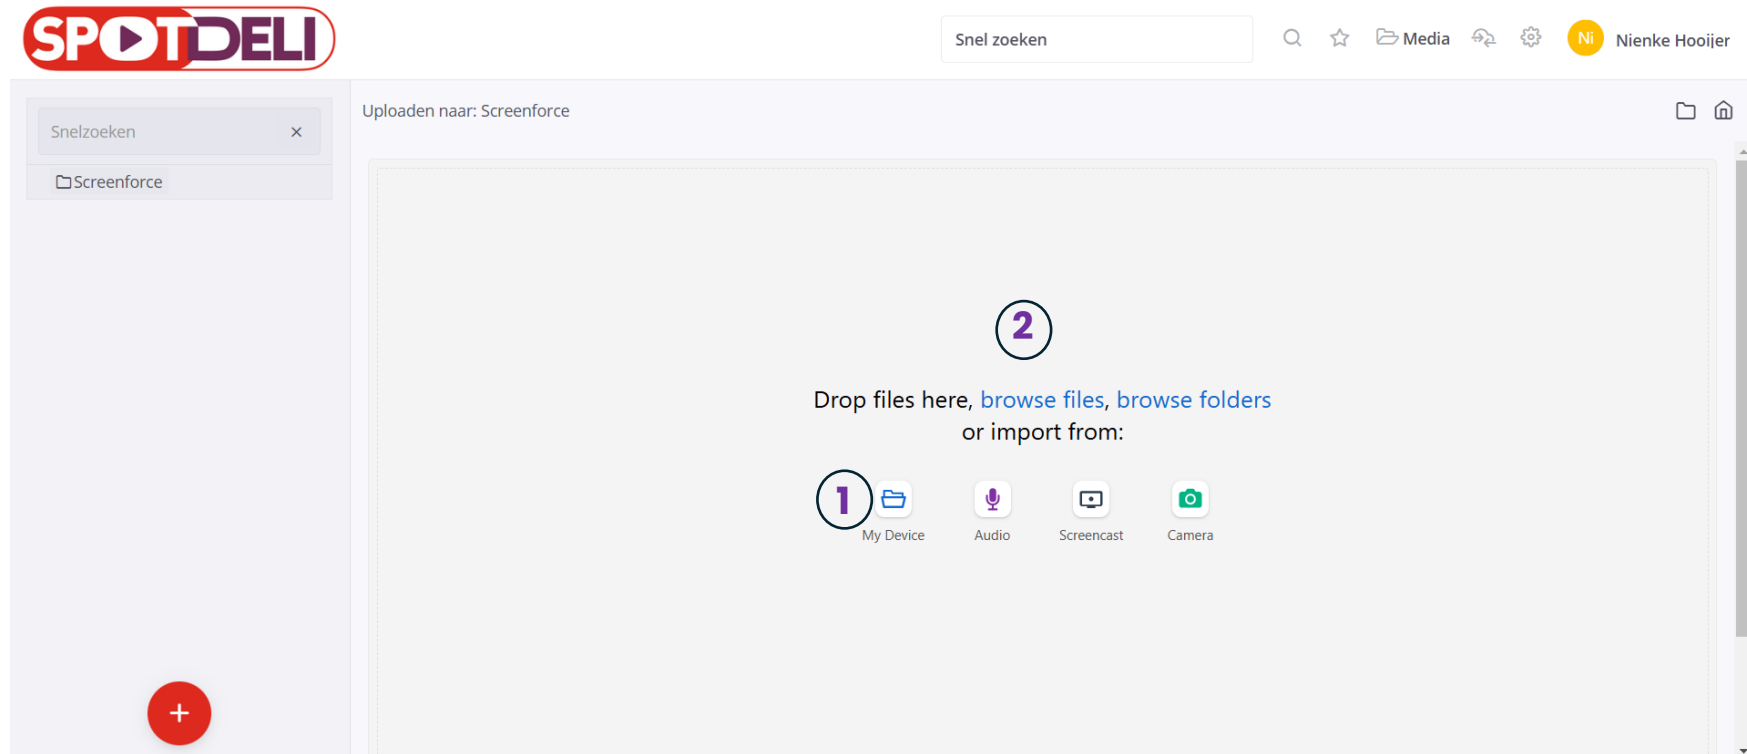 SPOTDELI
Snel zoeken
Media
Ni
Nienke Hooijer
Snelzoeken
Screenforce
Uploaden naar: Screenforce
2
Drop files here, browse files, browse folders
or import from:
1
My Device
Audio
Screencast
Camera